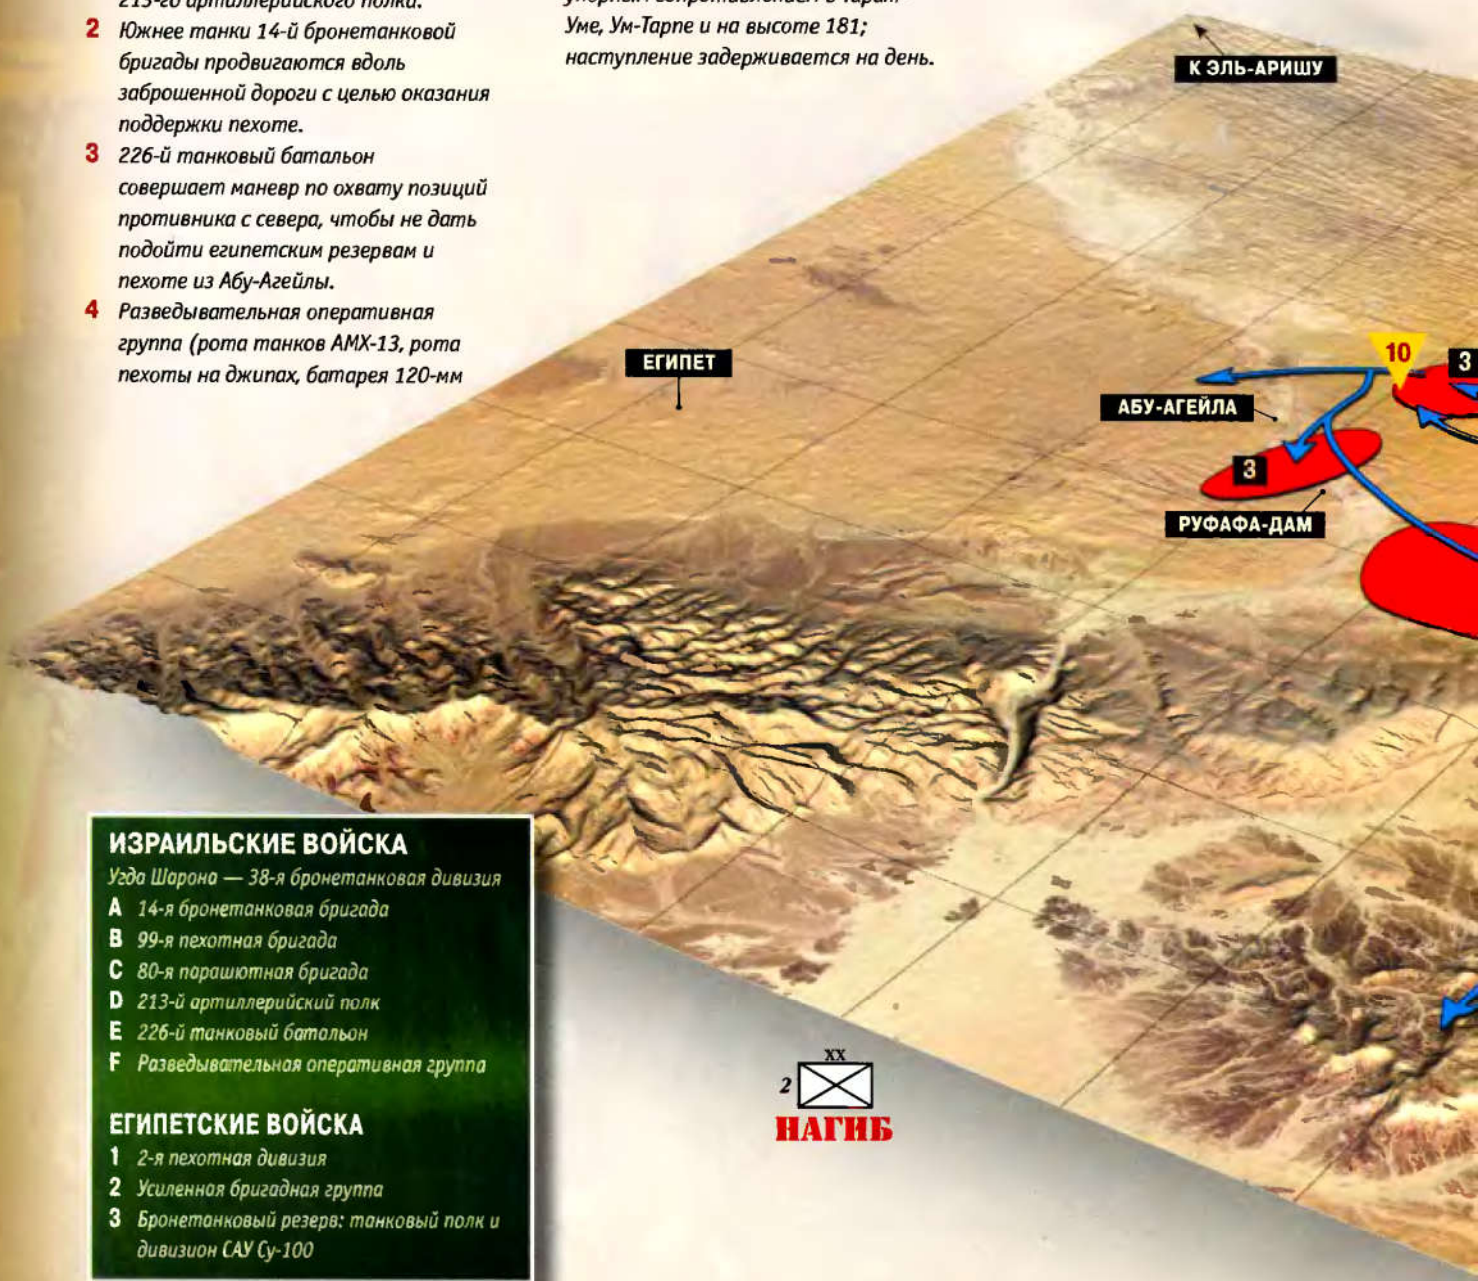 213-го артиллерийского полка.
2 Южнее танки 14-й бронетанковой
бригады продвигаются вдоль
заброшенной дороги с целью оказания
поддержки пехоте.
3 226-й танковый батальон
совершает маневр по охвату позиций
противника с севера, чтобы не дать
подойти египетским резервам и
пехоте из Абу-Агейлы.
4 Разведывательная оперативная
группа (рота танков АМХ-13, рота
пехоты на джипах, батарея 120-мм
Уме, Ум-Тарпе и на высоте 181;
наступление задерживается на день.
К ЭЛЬ-АРИШУ
ЕГИПЕТ
10
3
АБУ-АГЕЙЛА
3
РУФАФА-ДАМ
ИЗРАИЛЬСКИЕ ВОЙСКА
Угда Шарона — 38-я бронетанковая дивизия
A 14-я бронетанковая бригада
B 99-я пехотная бригада
C 80-я парашютная бригада
D 213-й артиллерийский полк
E 226-й танковый батальон
F Разведывательная оперативная группа
ЕГИПЕТСКИЕ ВОЙСКА
1 2-я пехотная дивизия
2 Усиленная бригадная группа
3 Бронетанковый резерв: танковый полк и
дивизион САУ Су-100
XX
2
НАГИБ